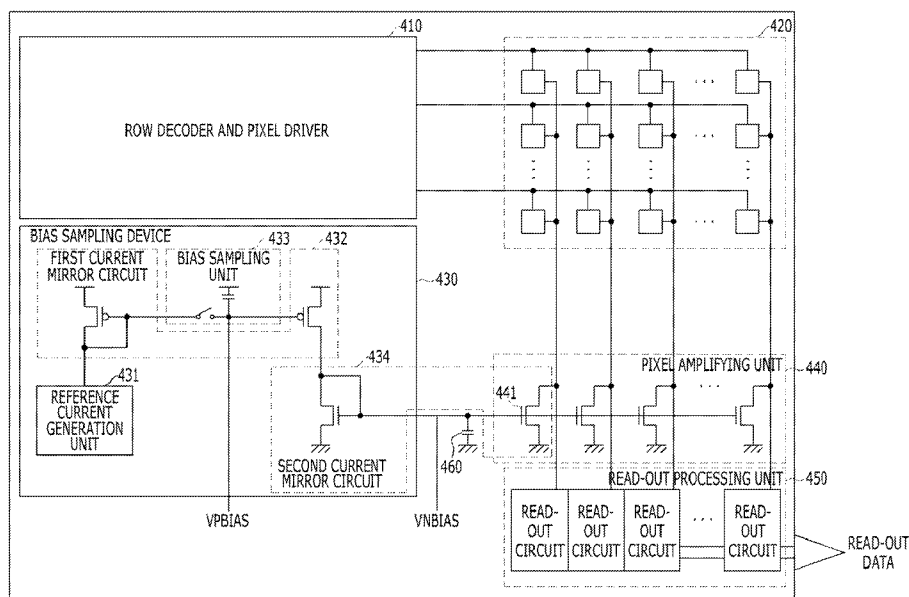 410
420
ROW DECODER AND PIXEL DRIVER
BIAS SAMPLING DEVICE
433
432
FIRST CURRENT
MIRROR CIRCUIT
BIAS SAMPLING
UNIT
430
434
431
REFERENCE
CURRENT
GENERATION
UNIT
PIXEL AMPLIFYING UNIT
440
441
460
SECOND CURRENT
MIRROR CIRCUIT
VPBIAS
VNBIAS
READ-OUT PROCESSING UNIT
450
READ-
OUT
CIRCUIT
READ-
OUT
CIRCUIT
READ-
OUT
CIRCUIT
READ-
OUT
CIRCUIT
READ-OUT
DATA